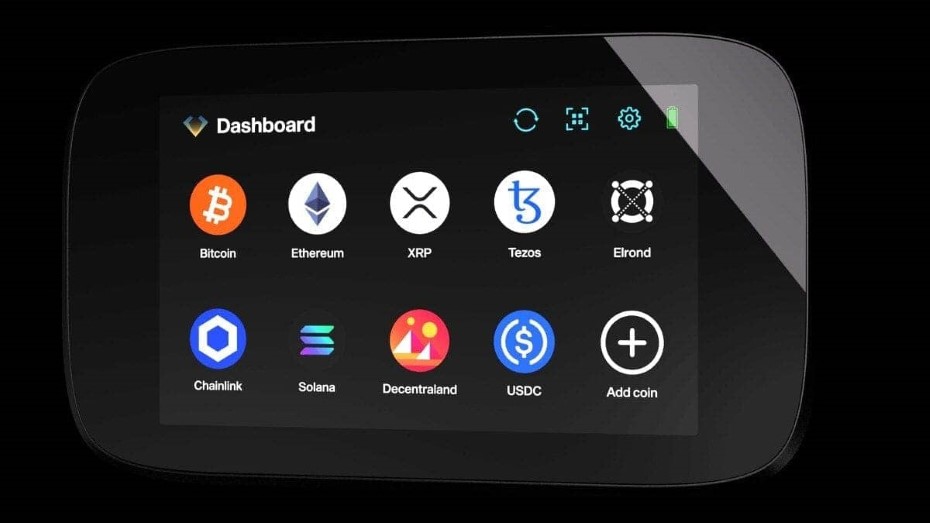 Dashboard
Bitcoin Ethereum XRP Tezos Elrond
Chainlink Solana Decentraland USDC Add coin